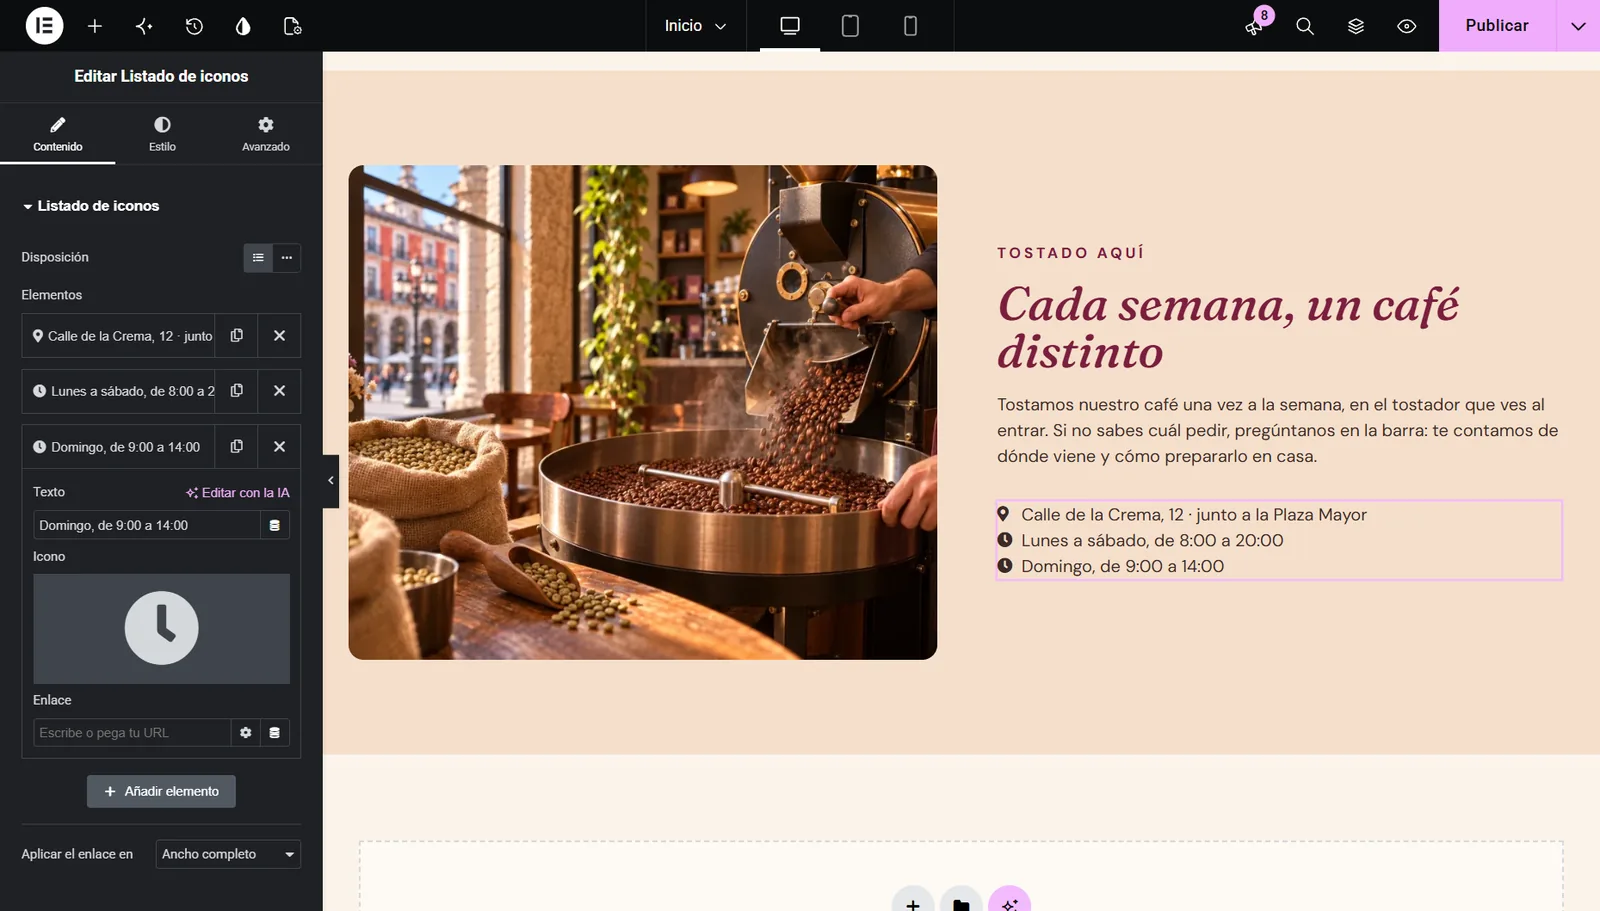 Inicio
8
Publicar
Editar Listado de iconos
Contenido
Estilo
Avanzado
Listado de iconos
Disposición
Elementos
Calle de la Crema, 12 · junto
Lunes a sábado, de 8:00 a 2
Domingo, de 9:00 a 14:00
Texto
Editar con la IA
Domingo, de 9:00 a 14:00
Icono
Enlace
Escribe o pega tu URL
Añadir elemento
Aplicar el enlace en
Ancho completo
TOSTADO AQUÍ
Cada semana, un café
distinto
Tostamos nuestro café una vez a la semana, en el tostador que ves al
entrar. Si no sabes cuál pedir, pregúntanos en la barra: te contamos de
dónde viene y cómo prepararlo en casa.
Calle de la Crema, 12 · junto a la Plaza Mayor
Lunes a sábado, de 8:00 a 20:00
Domingo, de 9:00 a 14:00